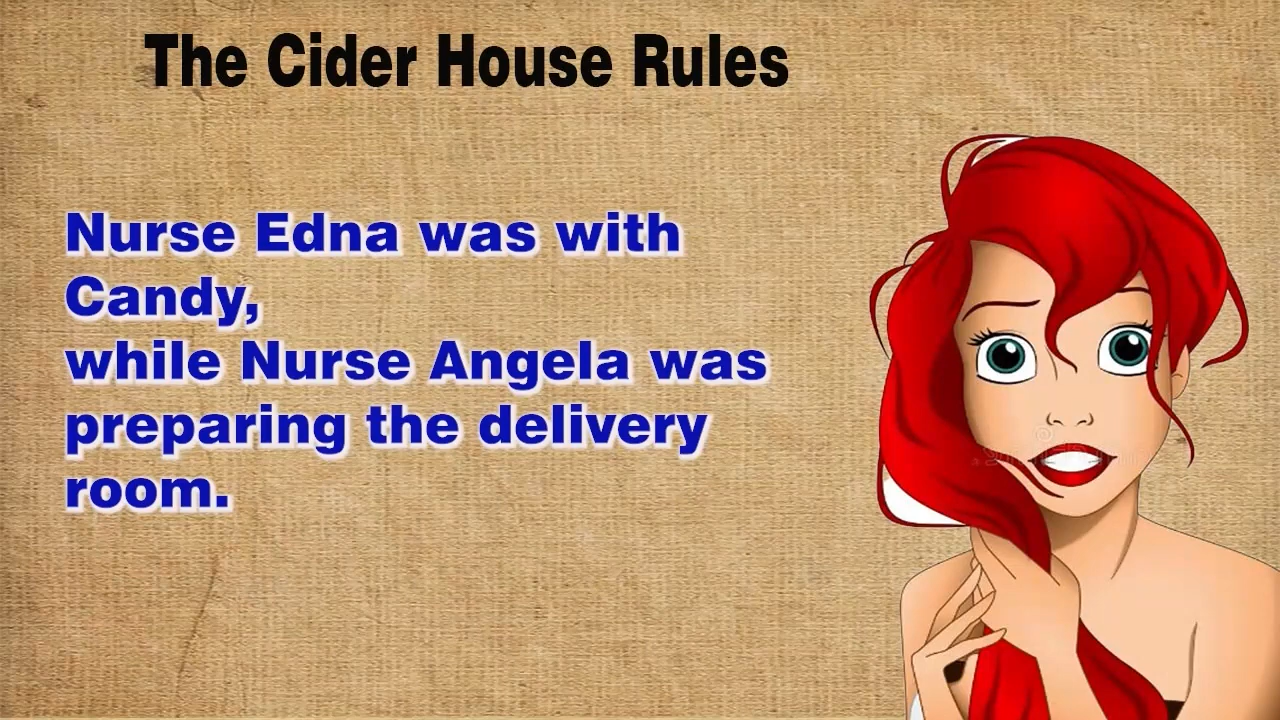 The Cider House Rules
Nurse Edna was with
Candy,
while Nurse Angela was
preparing the delivery
room.